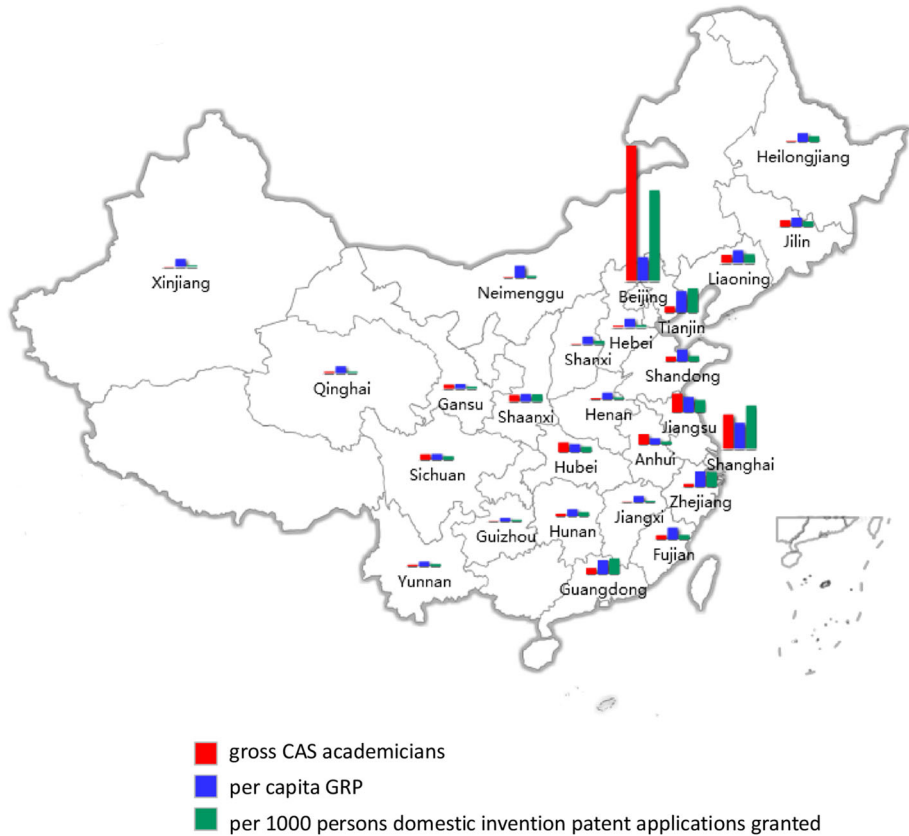 Heilongjiang
Jilin
Xinjiang
Neimenggu
Liaoning
Beijing
Tianjin
Hebei
Shanxi
Shandong
Qinghai
Gansu
Shaanxi
Henan
Jiangsu
Anhui
Shanghai
Sichuan
Hubei
Zhejiang
Jiangxi
Guizhou
Hunan
Fujian
Yunnan
Guangdong
gross CAS academicians
per capita GRP
per 1000 persons domestic invention patent applications granted